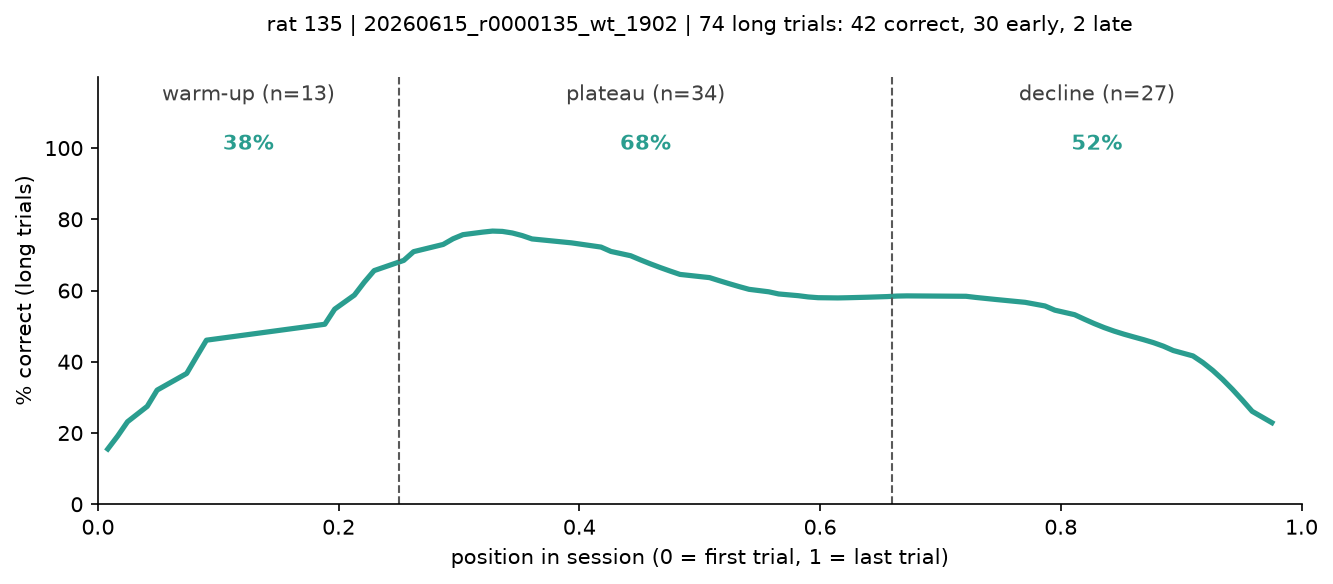 rat 135 | 20260615_r0000135_wt_1902 | 74 long trials: 42 correct, 30 early, 2 late
warm-up (n=13)
plateau (n=34)
decline (n=27)
38%
68%
52%
% correct (long trials)
100
80
60
40
20
0
0.0
0.2
0.4
0.6
0.8
1.0
position in session (0 = first trial, 1 = last trial)